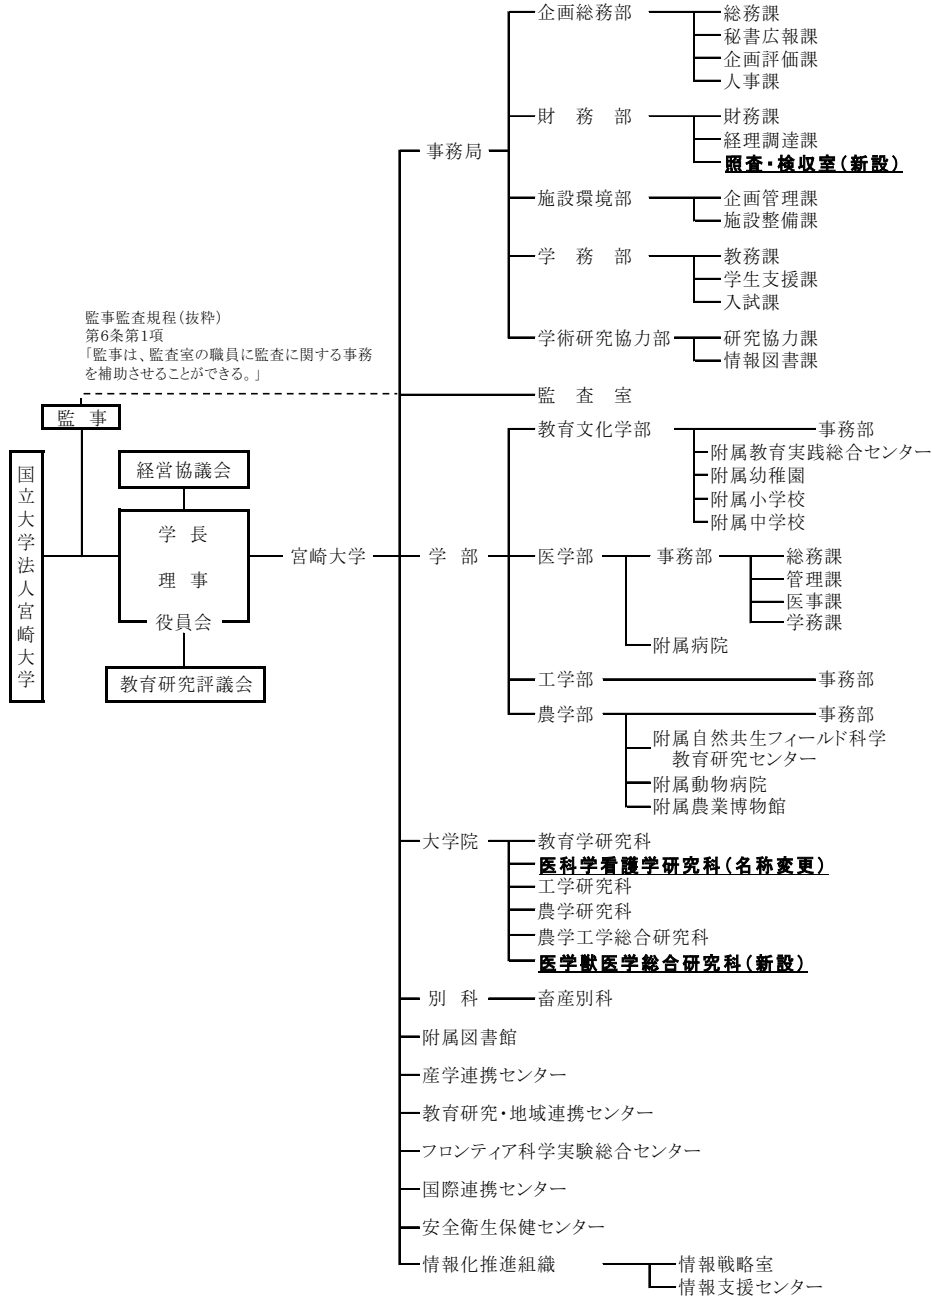 企画総務部 総務課
秘書広報課
企画評価課
人事課
財 務 部 財務課
経理調達課
照査・検収室(新設)
事務局
施設環境部 企画管理課
施設整備課
学 務 部 教務課
学生支援課
入試課
学術研究協力部 研究協力課
情報図書課
監事監査規程(抜粋)
第6条第1項
「監事は、監査室の職員に監査に関する事務
を補助させることができる。」
監 査 室
監 事
国立大学法人宮崎大学
経営協議会
学 長
理 事
役員会
教育研究評議会
宮崎大学
学 部
教育文化学部 事務部
附属教育実践総合センター
附属幼稚園
附属小学校
附属中学校
医学部 事務部 総務課
管理課
医事課
学務課
附属病院
工学部 事務部
農学部 事務部
附属自然共生フィールド科学
教育研究センター
附属動物病院
附属農業博物館
大学院 教育学研究科
医科学看護学研究科(名称変更)
工学研究科
農学研究科
農学工学総合研究科
医学獣医学総合研究科(新設)
別 科 畜産別科
附属図書館
産学連携センター
教育研究・地域連携センター
フロンティア科学実験総合センター
国際連携センター
安全衛生保健センター
情報化推進組織 情報戦略室
情報支援センター